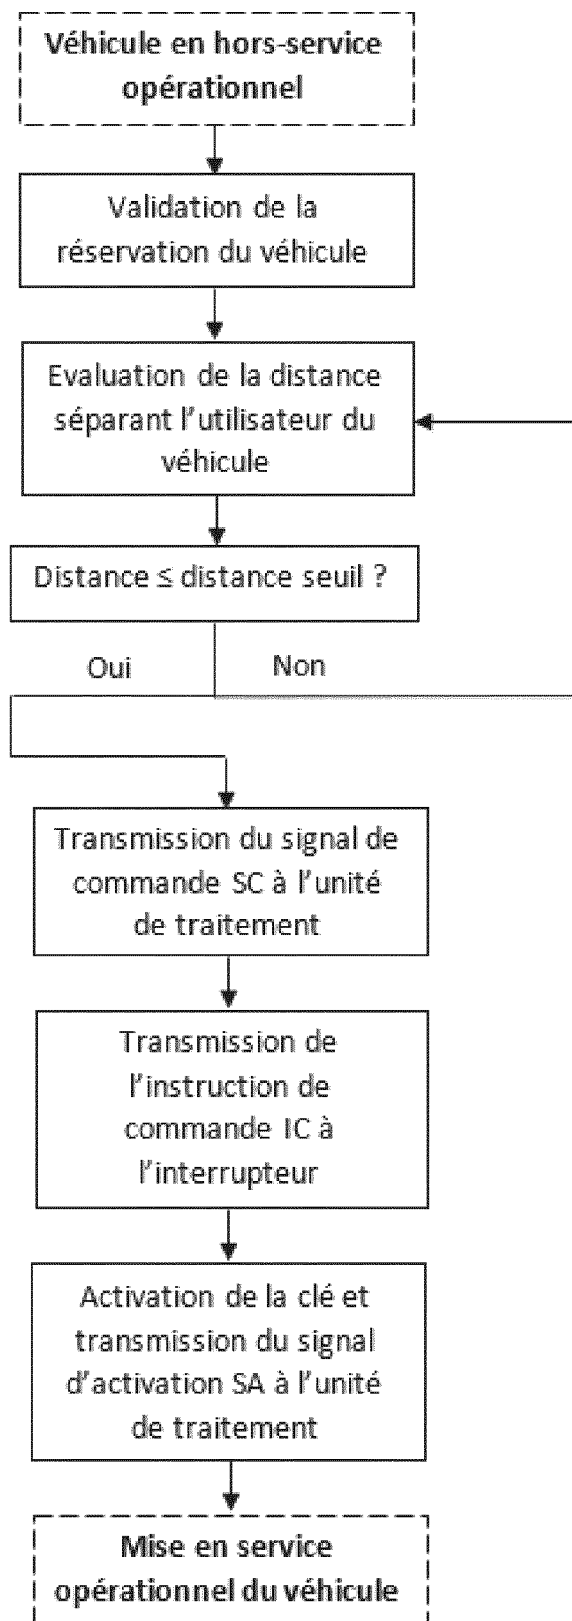 Véhicule en hors-service
opérationnel
Validation de la
réservation du véhicule
Evaluation de la distance
séparant l'utilisateur du
véhicule
Distance ≤ distance seuil ?
Oui
Non
Transmission du signal de
commande SC à l'unité
de traitement
Transmission de
l'instruction de
commande IC à
l'interrupteur
Activation de la clé et
transmission du signal
d'activation SA à l'unité
de traitement
Mise en service
opérationnel du véhicule